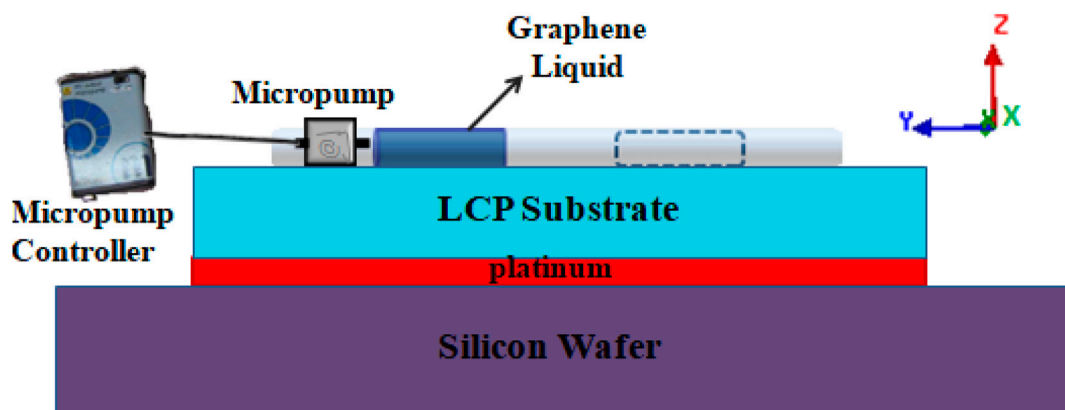 Graphene
Liquid
Micropump
Z
Y
X
Micropump
Controller
LCP Substrate
platinum
Silicon Wafer